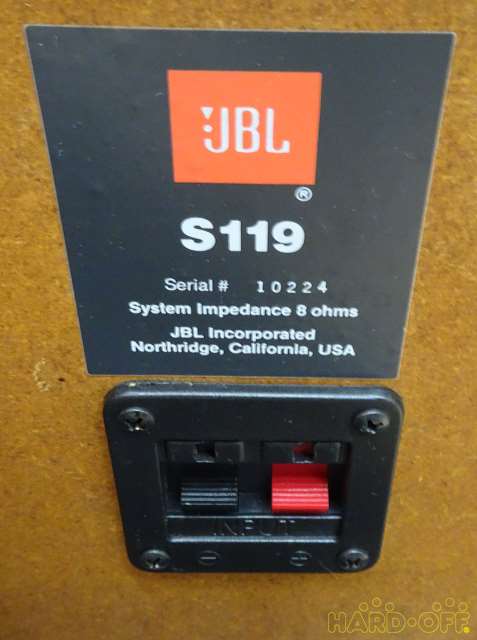 JBL
®
S119
Serial # 10224
System Impedance 8 ohms
JBL Incorporated
Northridge, California, USA
INPUT
HARD-OFF